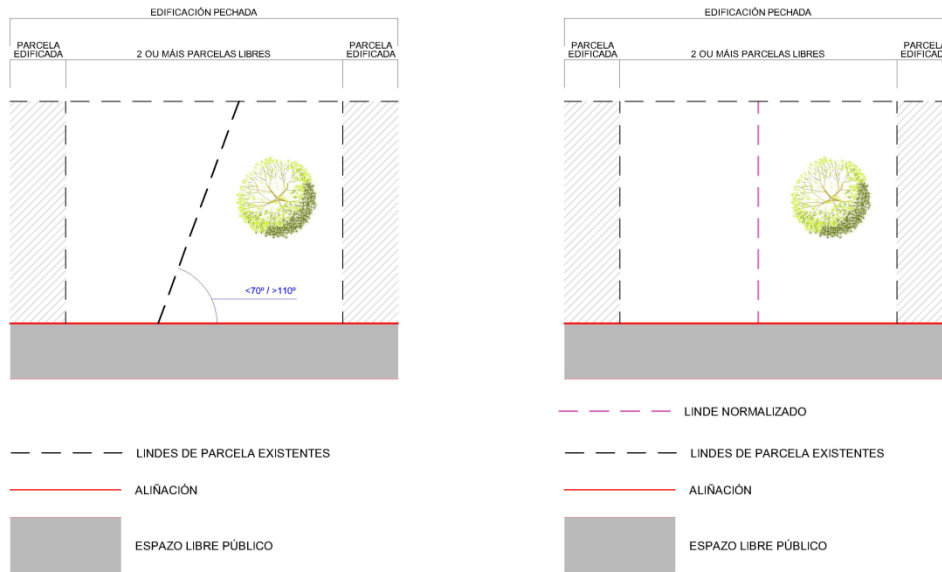 EDIFICACIÓN PECHADA
PARCELA
EDIFICADA
2 OU MÁIS PARCELAS LIBRES
PARCELA
EDIFICADA
<70º / >110º
LINDES DE PARCELA EXISTENTES
ALIÑACIÓN
ESPAZO LIBRE PÚBLICO
EDIFICACIÓN PECHADA
PARCELA
EDIFICADA
2 OU MÁIS PARCELAS LIBRES
PARCELA
EDIFICADA
LINDE NORMALIZADO
LINDES DE PARCELA EXISTENTES
ALIÑACIÓN
ESPAZO LIBRE PÚBLICO